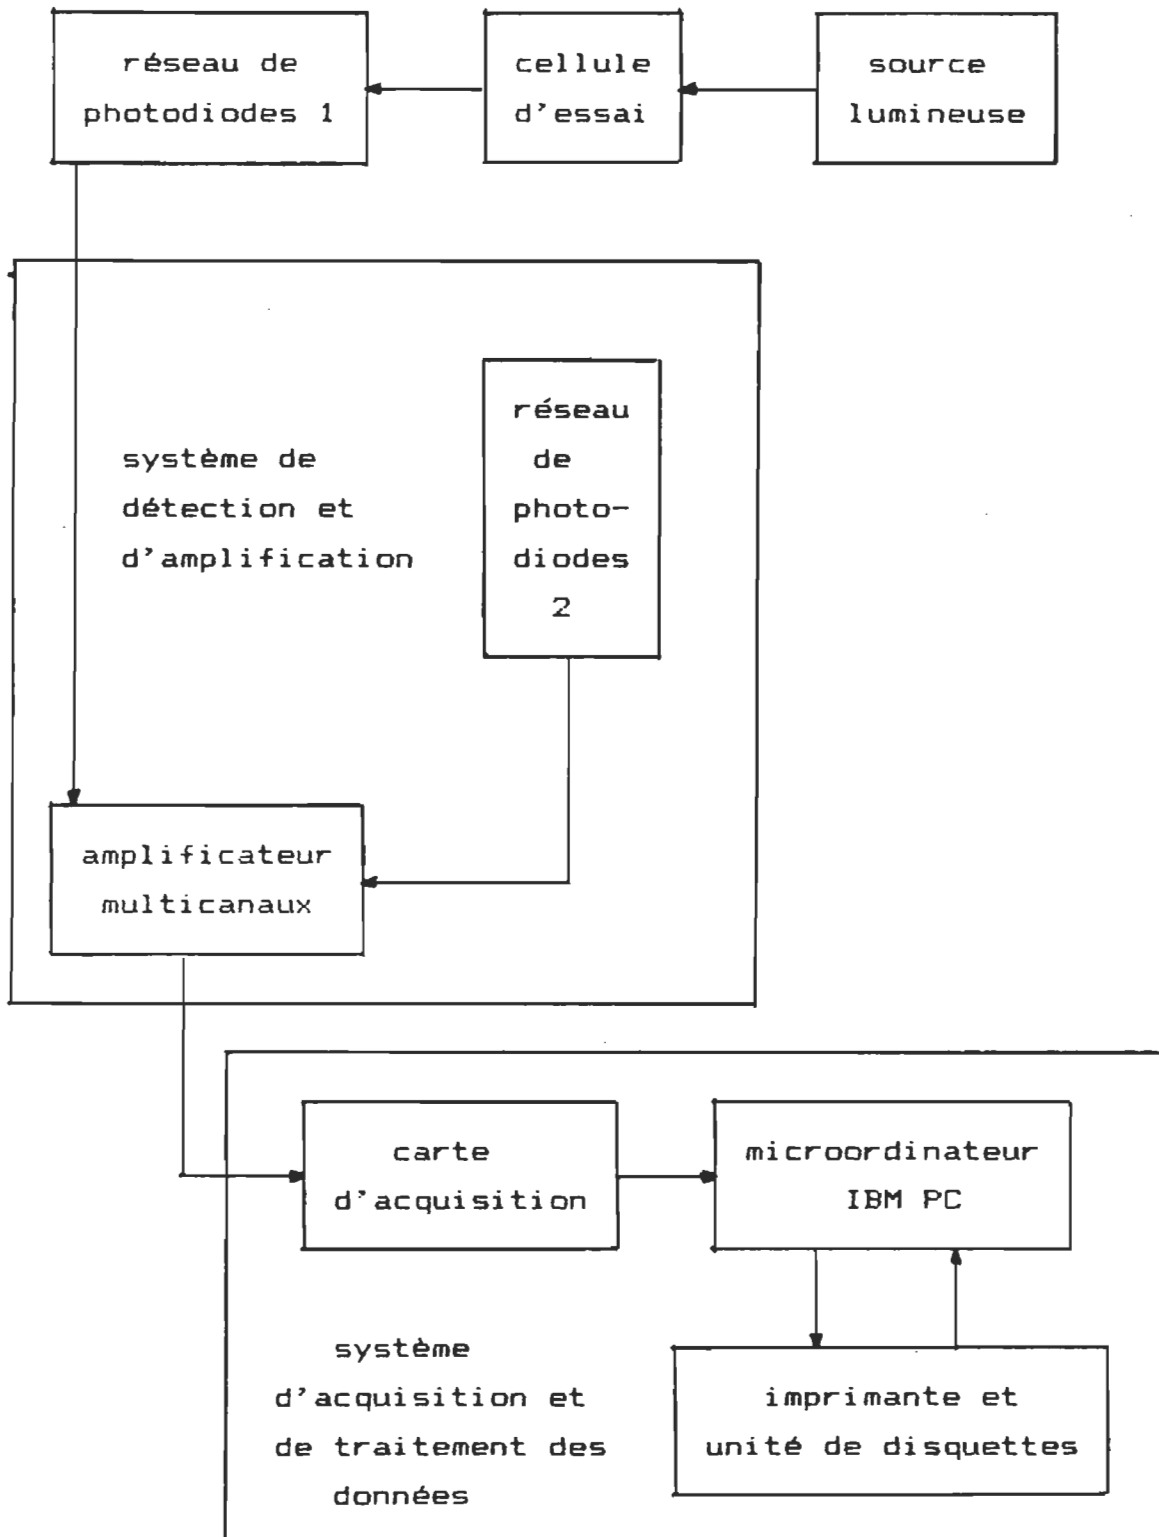 réseau de
photodiodes 1
cellule
d'essai
source
lumineuse
réseau
de
photo-
diodes
2
système de
détection et
d'amplification
amplificateur
multicanaux
carte
d'acquisition
microordinateur
IBM PC
système
d'acquisition et
de traitement des
données
imprimante et
unité de disquettes